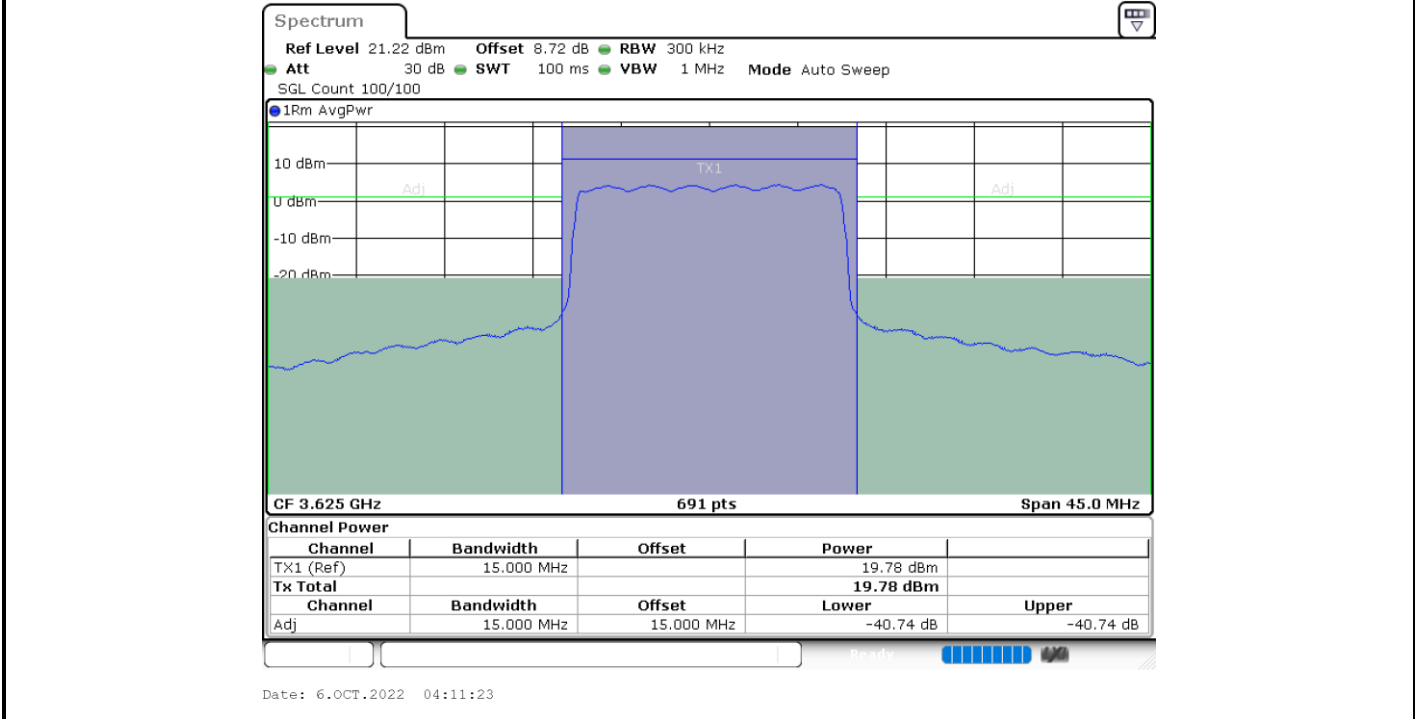 Spectrum
Ref Level 21.22 dBm Offset 8.72 dB RBW 300 kHz
Att 30 dB SWT 100 ms VBW 1 MHz Mode Auto Sweep
SGL Count 100/100
1Rm AvgPwr
10 dBm
TX1
Adj Adj
0 dBm
-10 dBm
-20 dBm
CF 3.625 GHz 691 pts Span 45.0 MHz
Channel Power
Channel Bandwidth Offset Power
TX1 (Ref) 15.000 MHz 19.78 dBm
Tx Total 19.78 dBm
Channel Bandwidth Offset Lower Upper
Adj 15.000 MHz 15.000 MHz -40.74 dB -40.74 dB
Ready
Date: 6.OCT.2022 04:11:23